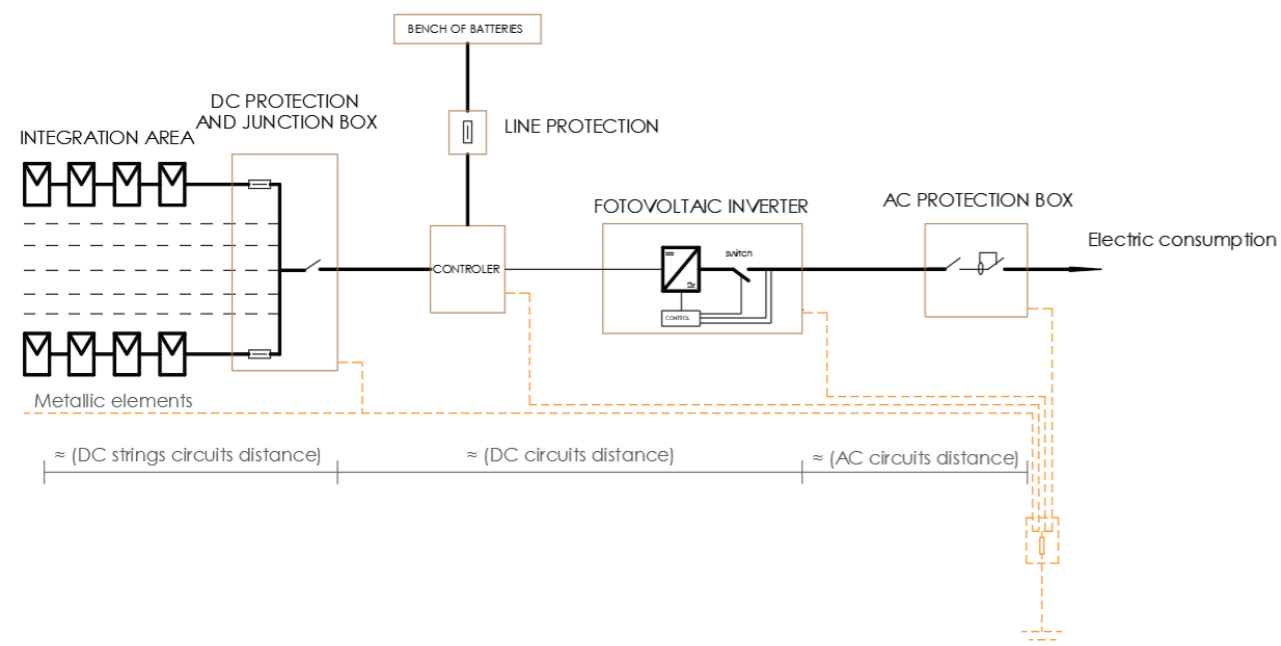 BENCH OF BATTERIES
DC PROTECTION
AND JUNCTION BOX
LINE PROTECTION
INTEGRATION AREA
FOTOVOLTAIC INVERTER
AC PROTECTION BOX
Electric consumption
switch
CONTROLER
CONTROL
Metallic elements
≈ (DC strings circuits distance)
≈ (DC circuits distance)
≈ (AC circuits distance)